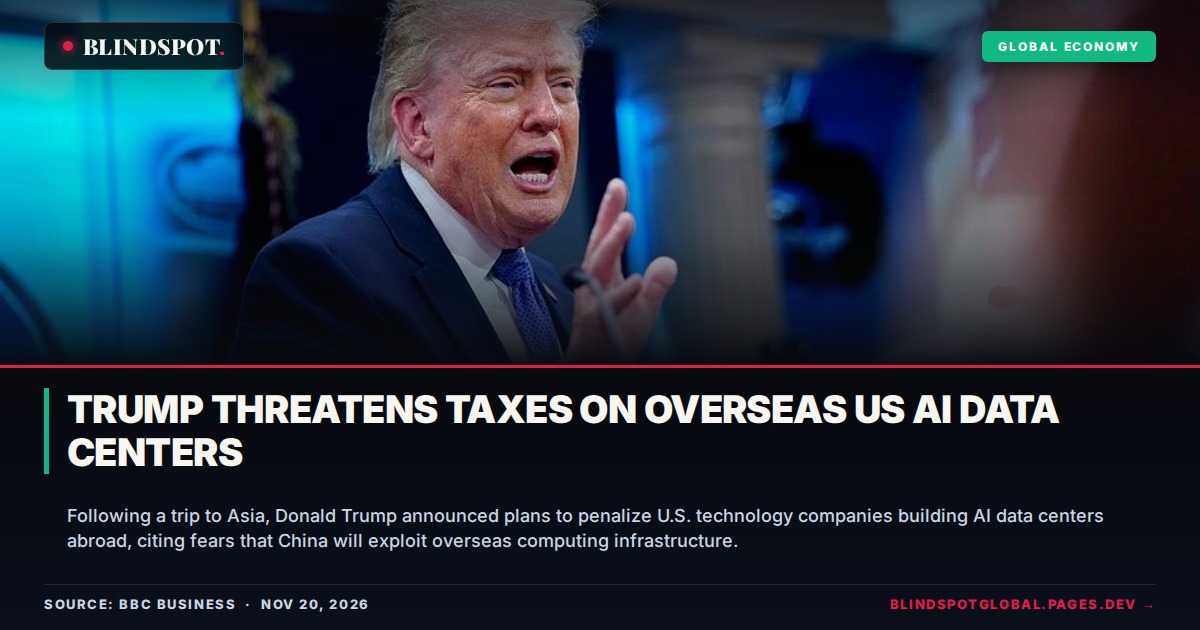 BLINDSPOT.
GLOBAL ECONOMY
TRUMP THREATENS TAXES ON OVERSEAS US AI DATA
CENTERS
Following a trip to Asia, Donald Trump announced plans to penalize U.S. technology companies building AI data centers
abroad, citing fears that China will exploit overseas computing infrastructure.
SOURCE: BBC BUSINESS · NOV 20, 2026
BLINDSPOTGLOBAL.PAGES.DEV →